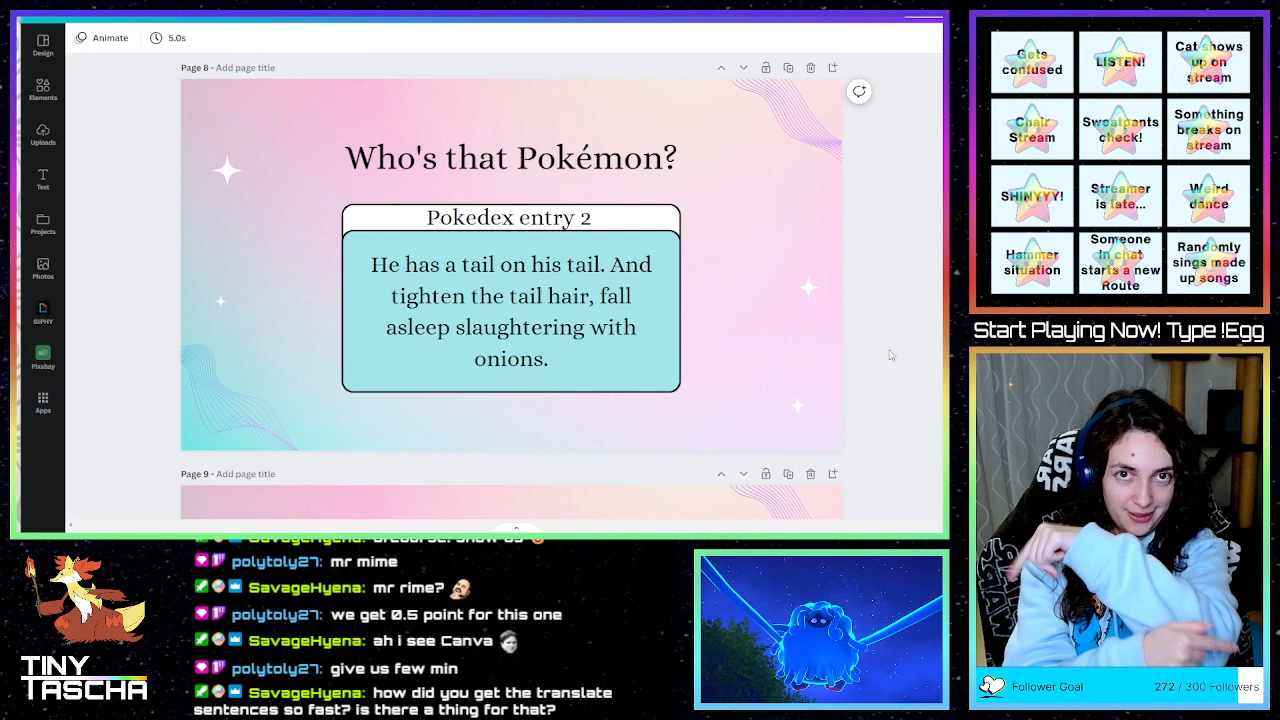 Animate
5.0s
Design
Elements
Uploads
Text
Projects
Photos
GIPHY
Pixabay
Apps
Page 8 - Add page title
Who's that Pokémon?
Pokedex entry 2
He has a tail on his tail. And
tighten the tail hair, fall
asleep slaughtering with
onions.
Page 9 - Add page title
Gets
confused
LISTEN!
Cat shows
up on
stream
Chair
Stream
Sweatpants
check!
Something
breaks on
stream
SHINYYY!
Streamer
is late...
Weird
dance
Hammer
situation
Someone
in chat
starts a new
Route
Randomly
sings made
up songs
Start Playing Now! Type !Egg
polytoly27: mr mime
SavageHyena: mr rime?
polytoly27: we get 0.5 point for this one
SavageHyena: ah i see Canva
polytoly27: give us few min
SavageHyena: how did you get the translate
sentences so fast? is there a thing for that?
TINY
TASCHA
Follower Goal
272 / 300 Followers